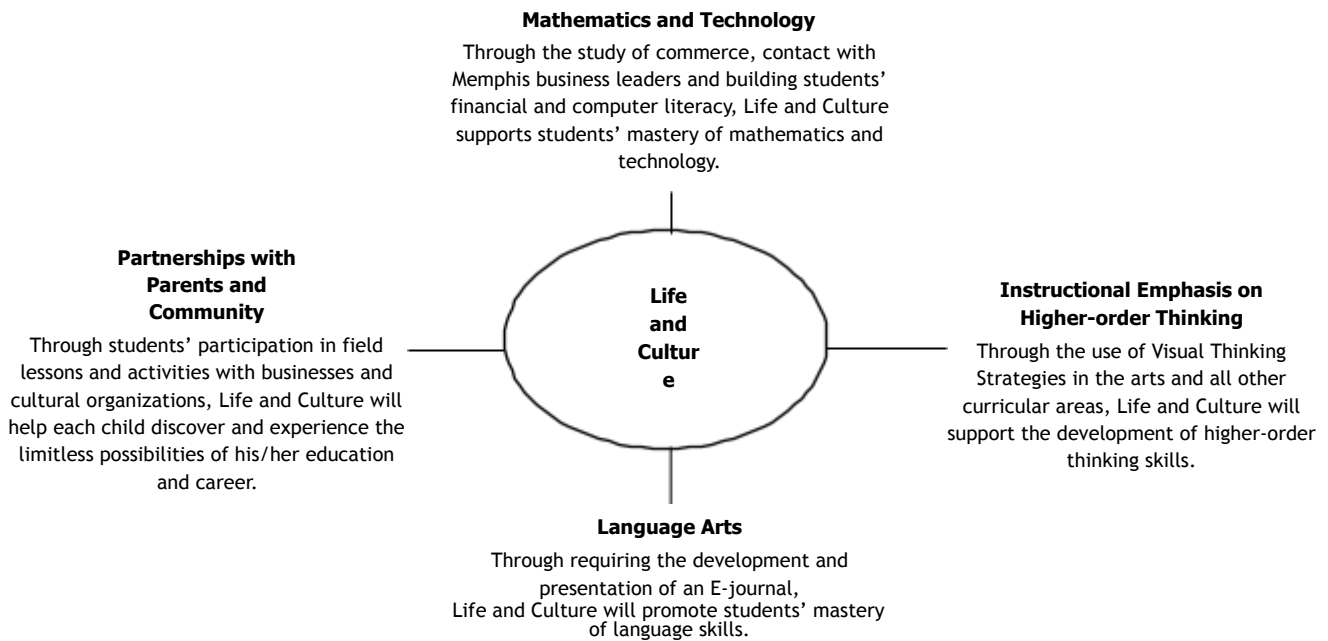 Mathematics and Technology
Through the study of commerce, contact with
Memphis business leaders and building students’
financial and computer literacy, Life and Culture
supports students’ mastery of mathematics and
technology.
Partnerships with
Parents and
Community
Through students’ participation in field
lessons and activities with businesses and
cultural organizations, Life and Culture will
help each child discover and experience the
limitless possibilities of his/her education
and career.
Life
and
Cultur
e
Instructional Emphasis on
Higher-order Thinking
Through the use of Visual Thinking
Strategies in the arts and all other
curricular areas, Life and Culture will
support the development of higher-order
thinking skills.
Language Arts
Through requiring the development and
presentation of an E-journal,
Life and Culture will promote students’ mastery
of language skills.